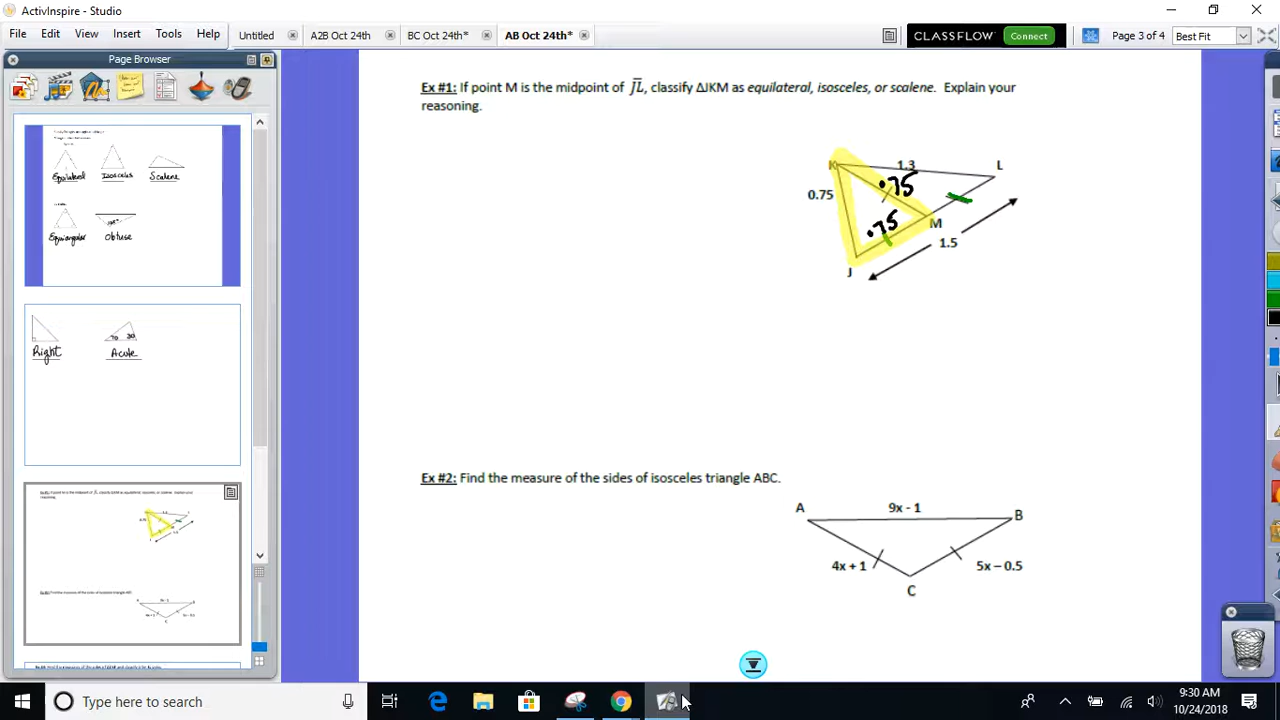 ActivInspire - Studio
File Edit View Insert Tools Help
Untitled A2B Oct 24th BC Oct 24th* AB Oct 24th*
CLASSFLOW Connect
Page 3 of 4 Best Fit
Page Browser
Equilateral Isosceles Scalene
Equiangular Obtuse
70 30
Right Acute
Ex #1: If point M is the midpoint of JL, classify ΔJKM as equilateral, isosceles, or scalene. Explain your
reasoning.
K 1.3 L
0.75 .75
.75
M
1.5
J
Ex #2: Find the measure of the sides of isosceles triangle ABC.
A 9x - 1 B
4x + 1 5x – 0.5
C
Type here to search
9:30 AM
10/24/2018